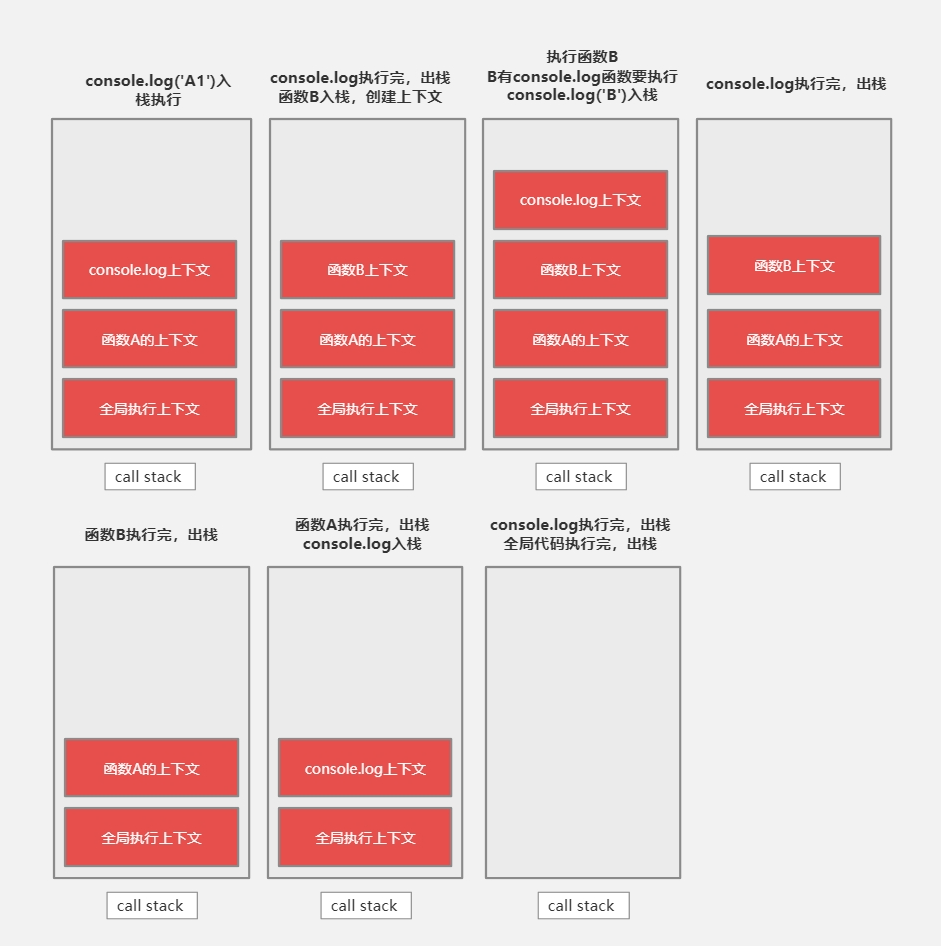 console.log('A1')入
栈执行
console.log执行完，出栈
函数B入栈，创建上下文
执行函数B
B有console.log函数要执行
console.log('B')入栈
console.log执行完，出栈
console.log上下文
函数A的上下文
全局执行上下文
call stack
函数B上下文
函数A的上下文
全局执行上下文
call stack
console.log上下文
函数B上下文
函数A的上下文
全局执行上下文
call stack
函数B上下文
函数A的上下文
全局执行上下文
call stack
函数B执行完，出栈
函数A执行完，出栈
console.log入栈
console.log执行完，出栈
全局代码执行完，出栈
函数A的上下文
全局执行上下文
call stack
console.log上下文
全局执行上下文
call stack
call stack